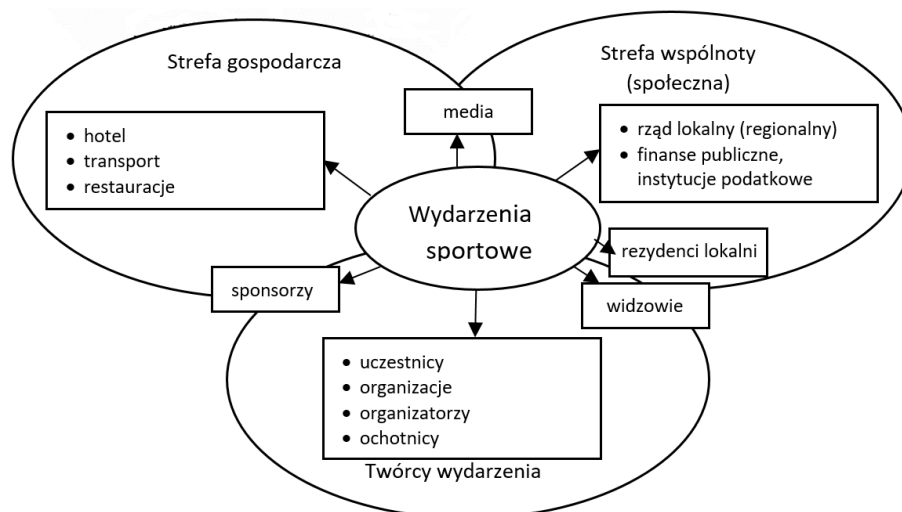 Strefa gospodarcza
Strefa wspólnoty
(społeczna)
media
• hotel
• transport
• restauracje
• rząd lokalny (regionalny)
• finanse publiczne,
instytucje podatkowe
Wydarzenia
sportowe
rezydenci lokalni
sponsorzy
widzowie
• uczestnicy
• organizacje
• organizatorzy
• ochotnicy
Twórcy wydarzenia